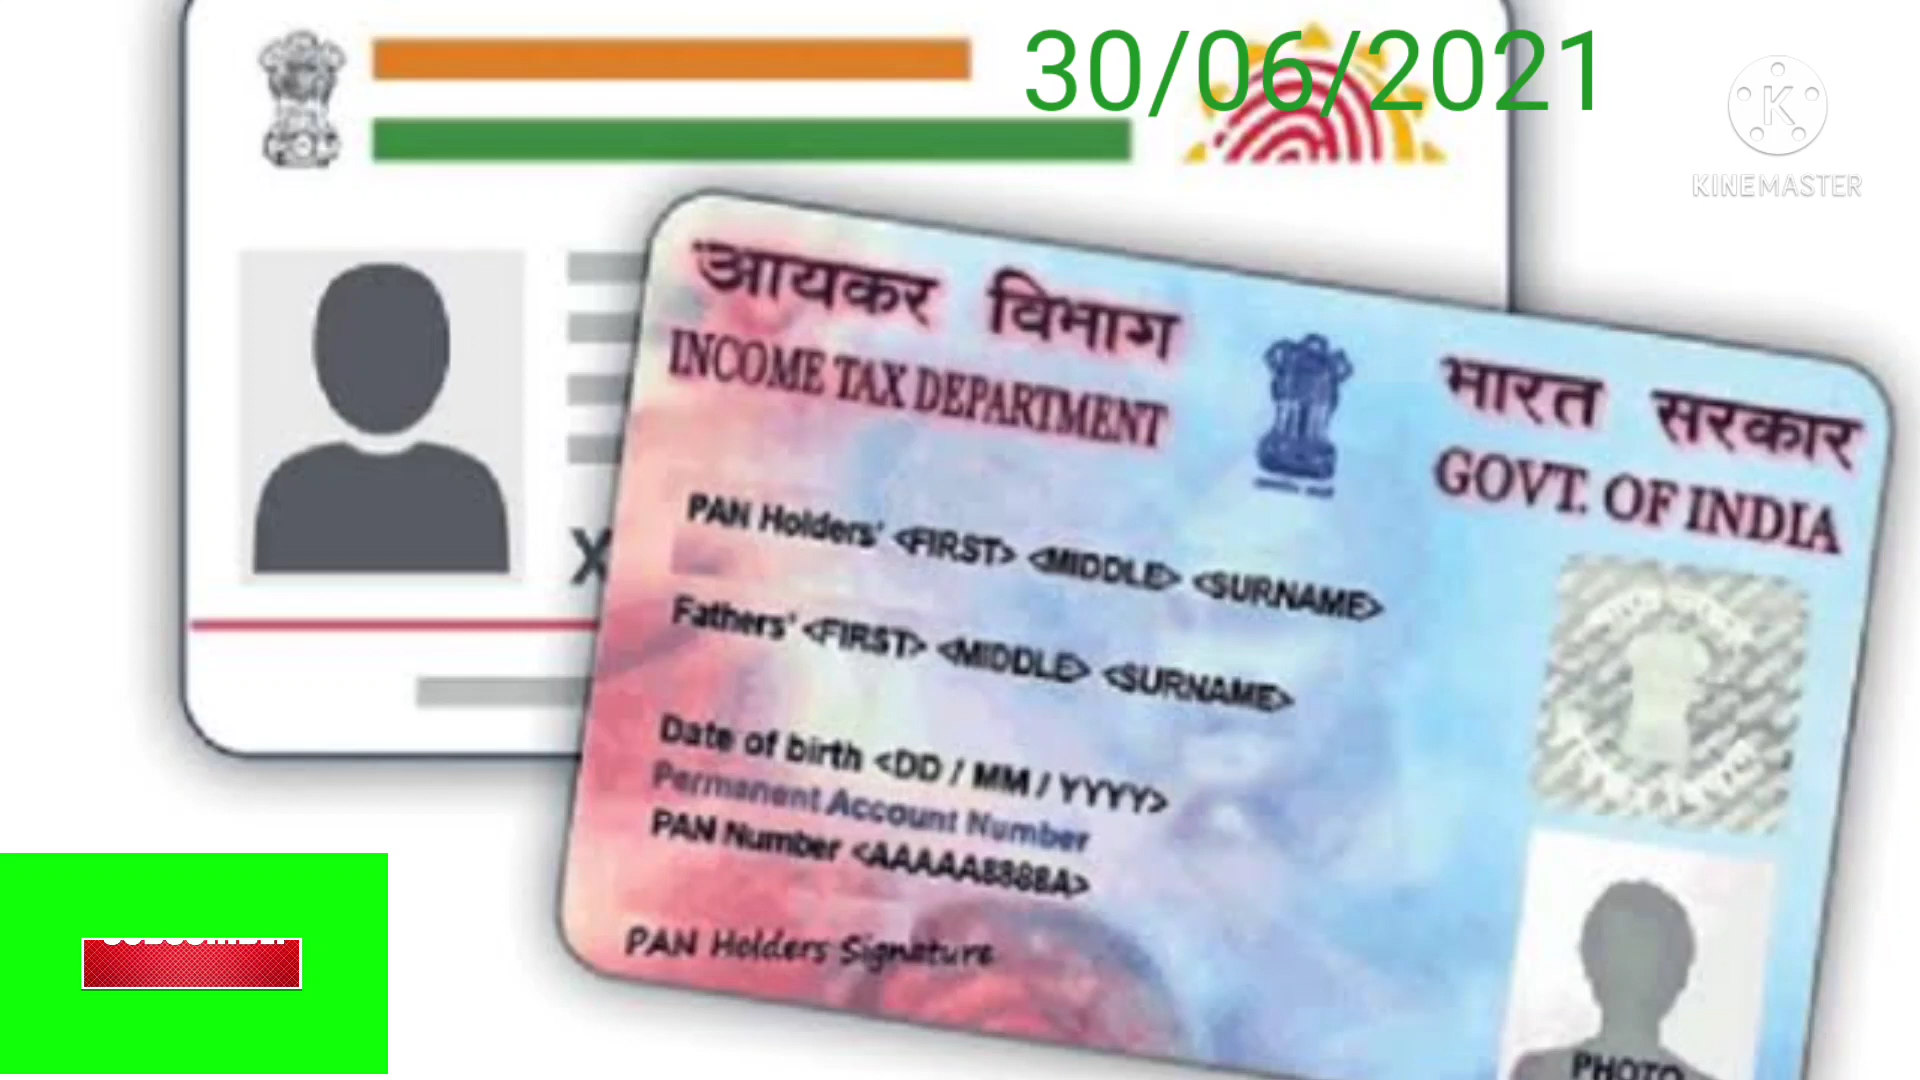 30/06/2021
KINEMASTER
आयकर विभाग
INCOME TAX DEPARTMENT
भारत सरकार
GOVT. OF INDIA
PAN Holders' <FIRST> <MIDDLE> <SURNAME>
Fathers' <FIRST> <MIDDLE> <SURNAME>
Date of birth <DD / MM / YYYY>
Permanent Account Number
PAN Number <AAAAA8888A>
PAN Holders Signature
PHOTO